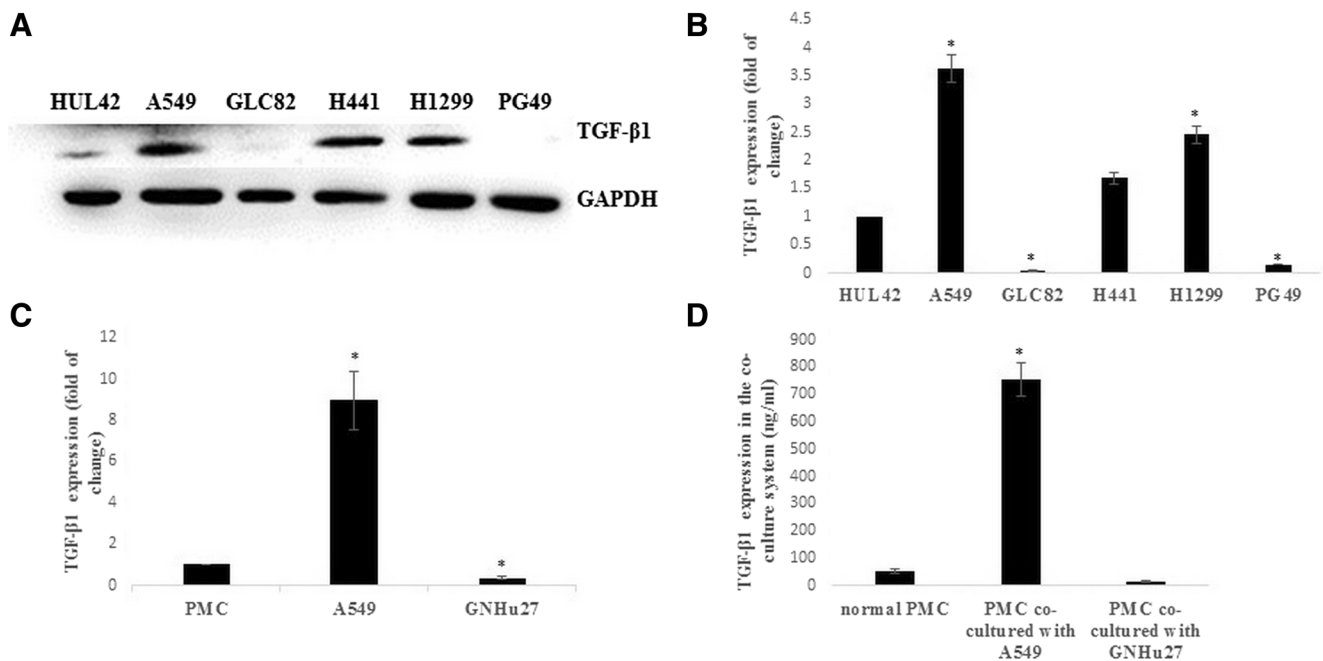 A
HUL42 A549 GLC82 H441 H1299 PG49
TGF-β1
GAPDH
B
TGF-β1 expression (fold of
change)
4.5
4
3.5
3
2.5
2
1.5
1
0.5
0
*
*
*
*
HUL42 A549 GLC82 H441 H1299 PG49
C
TGF-β1 expression (fold of
change)
12
10
8
6
4
2
0
*
*
PMC A549 GNHu27
D
TGF-β1 expression in the co-
culture system (ng/ml)
900
800
700
600
500
400
300
200
100
0
*
normal PMC PMC co- PMC co-
cultured with cultured with
A549 GNHu27